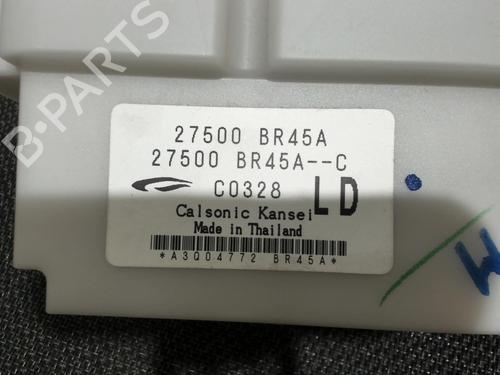 27500 BR45A
27500 BR45A--C
C0328 LD
Calsonic Kansei
Made in Thailand
*A3Q04772 BR45A*
B-PARTS